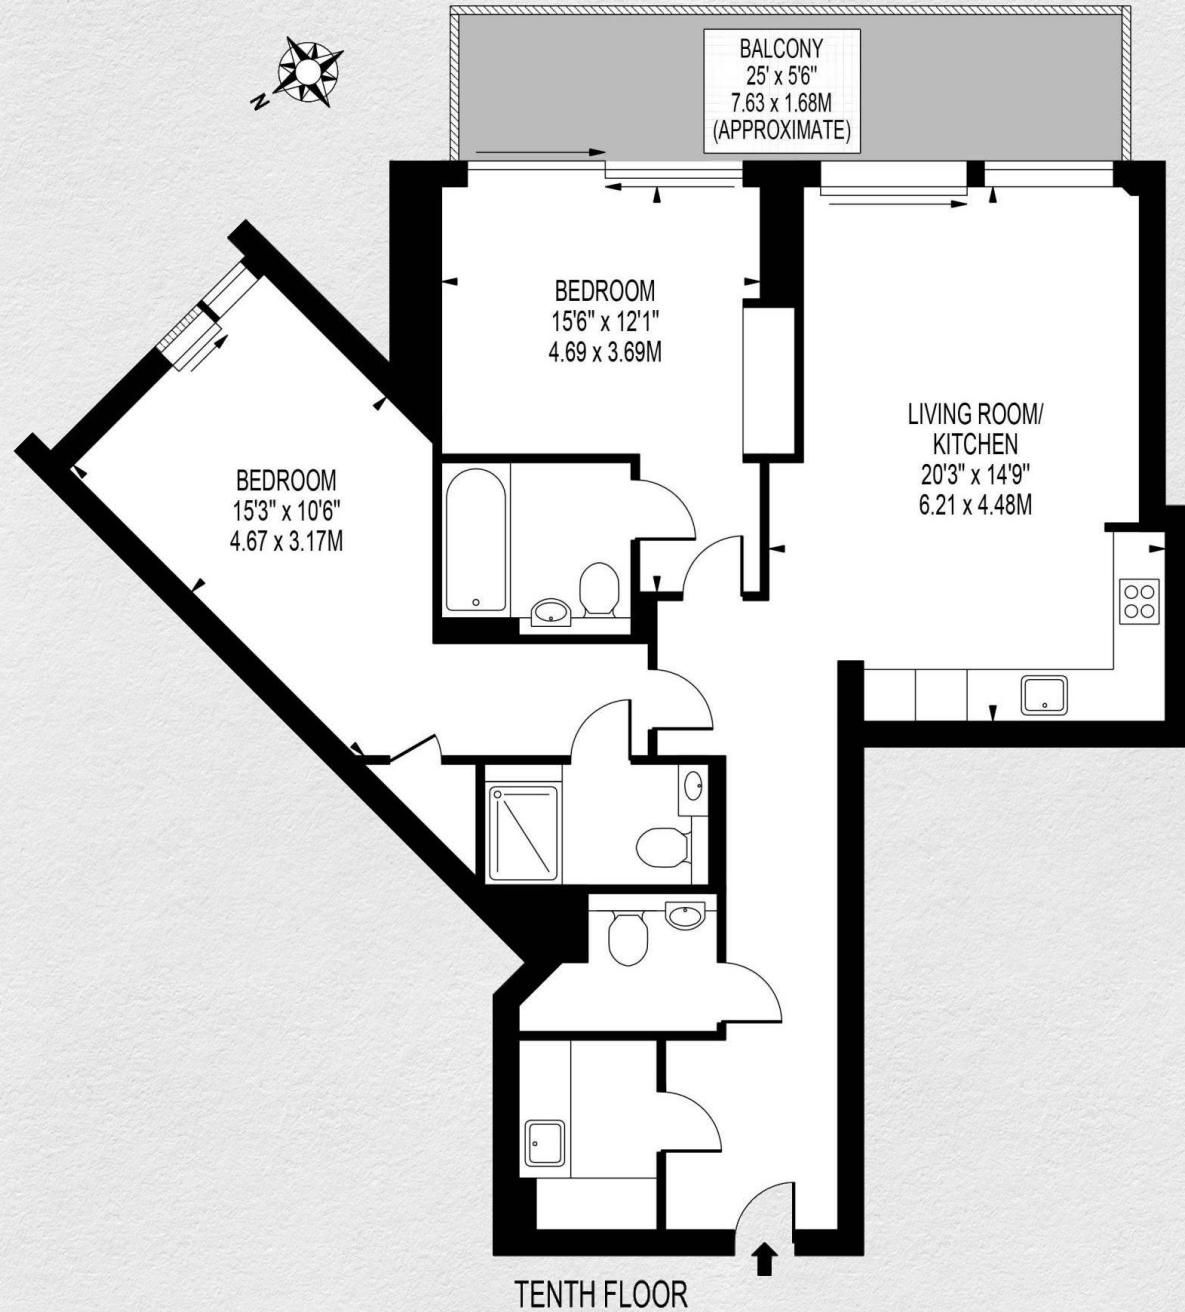 N
BALCONY
25' x 5'6"
7.63 x 1.68M
(APPROXIMATE)
BEDROOM
15'6" x 12'1"
4.69 x 3.69M
LIVING ROOM/
KITCHEN
20'3" x 14'9"
6.21 x 4.48M
BEDROOM
15'3" x 10'6"
4.67 x 3.17M
TENTH FLOOR